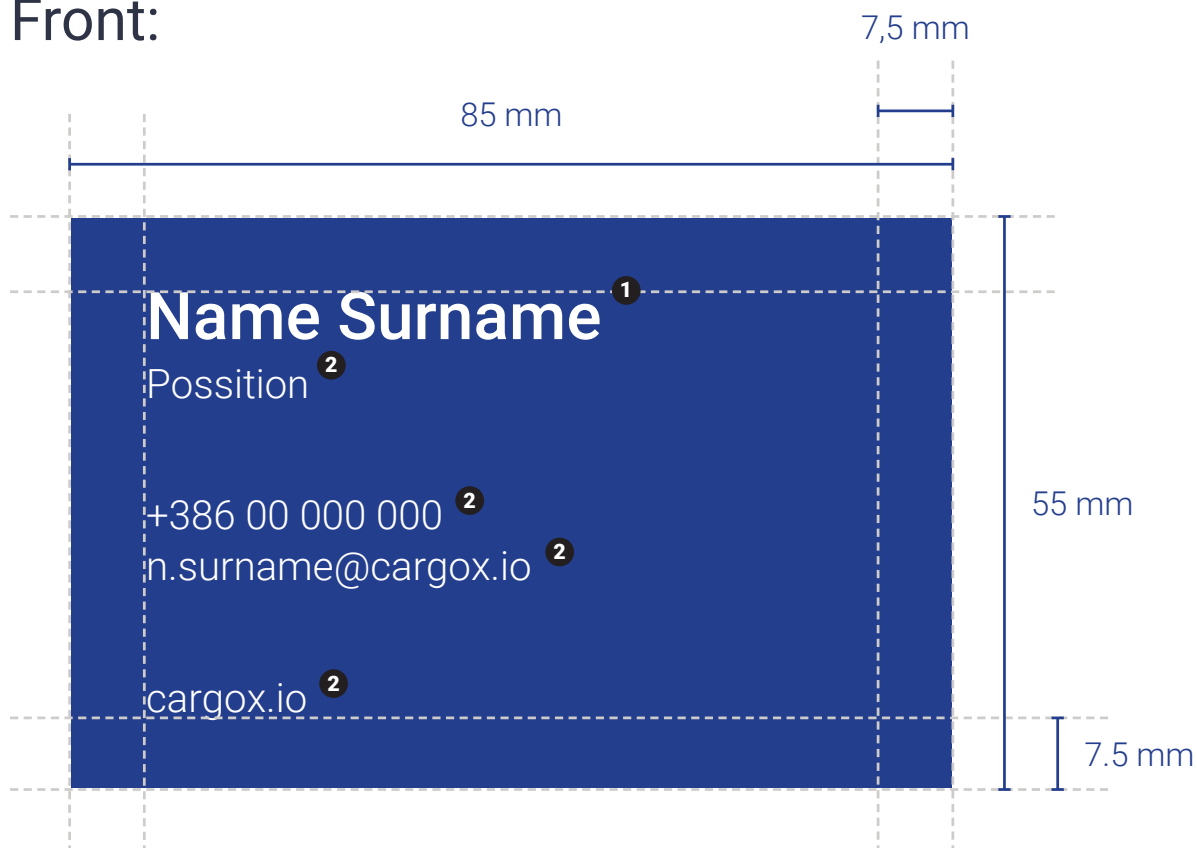 Front:
7,5 mm
85 mm
Name Surname 1
Possition 2
+386 00 000 000 2
55 mm
n.surname@cargox.io 2
cargox.io 2
7.5 mm